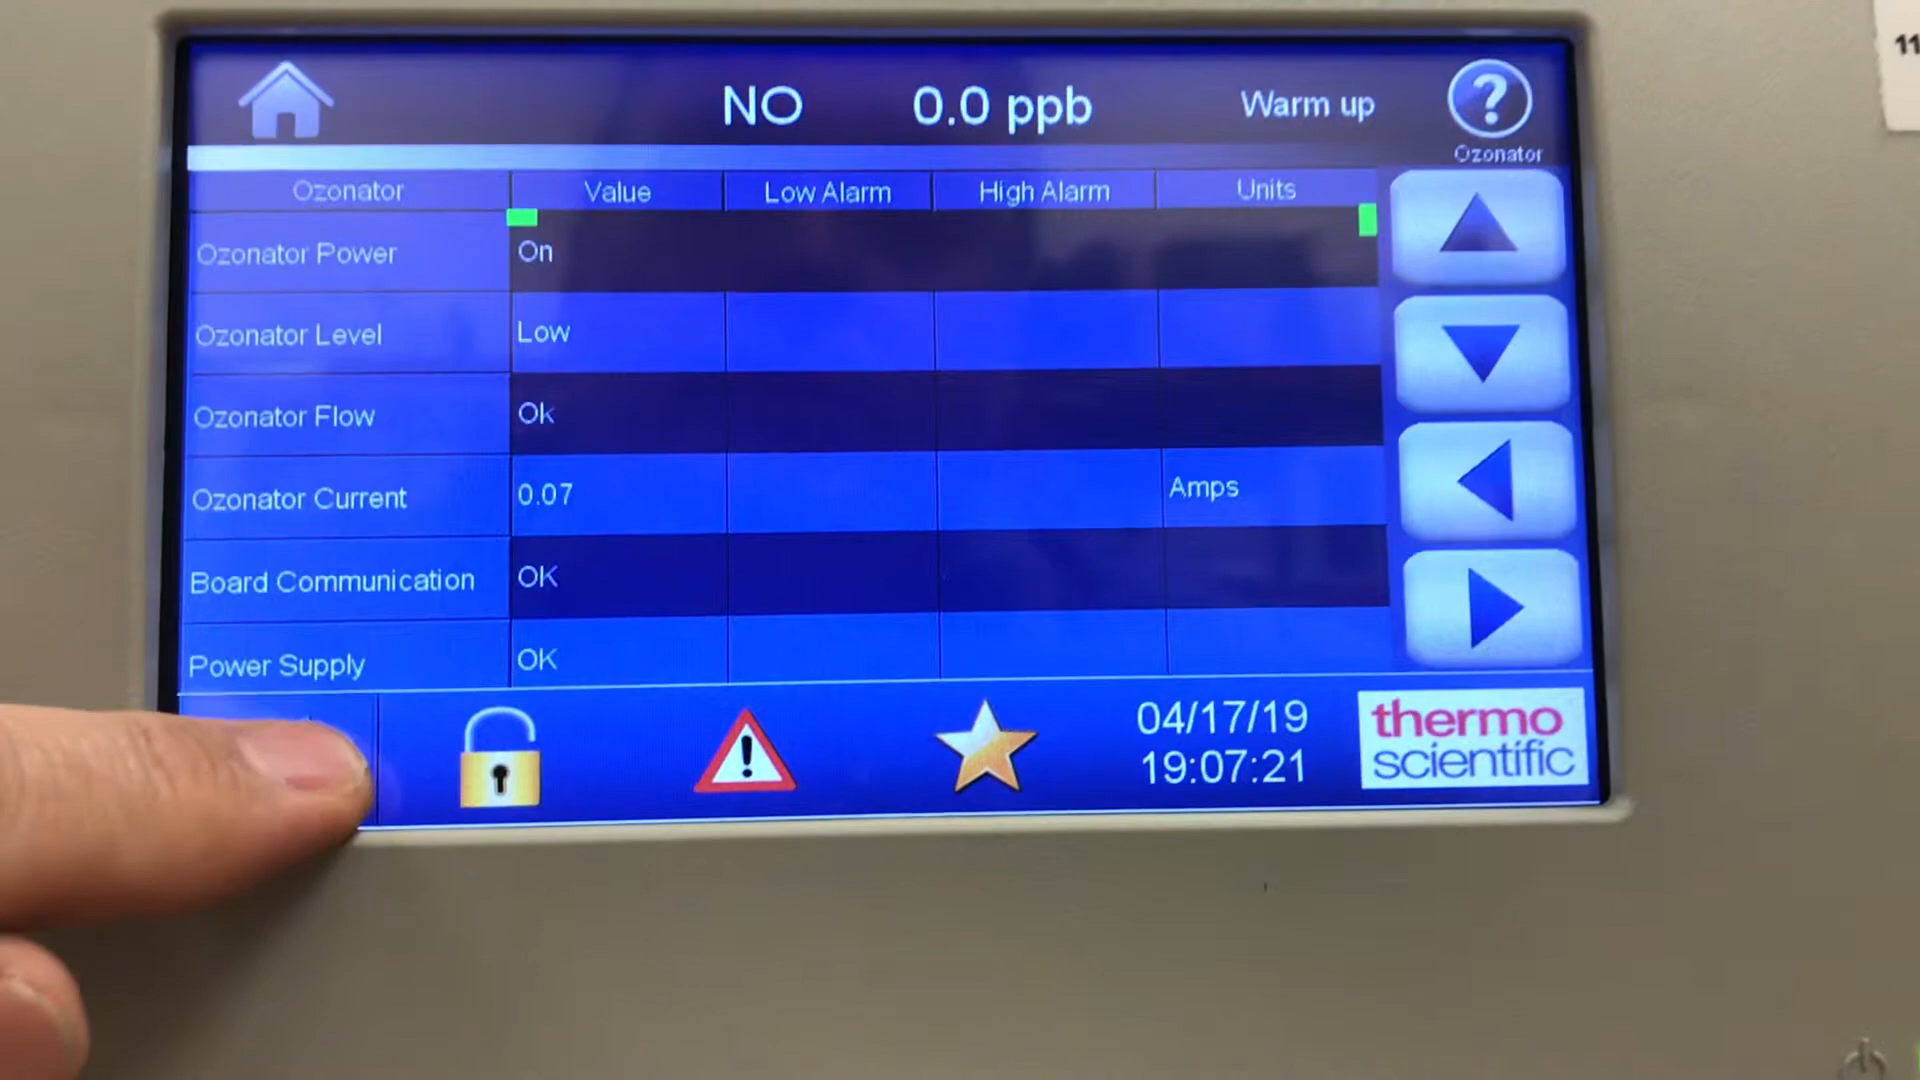 NO 0.0 ppb Warm up ?
Ozonator
Ozonator Value Low Alarm High Alarm Units
Ozonator Power On
Ozonator Level Low
Ozonator Flow Ok
Ozonator Current 0.07 Amps
Board Communication OK
Power Supply OK
04/17/19
19:07:21
thermo
scientific
11